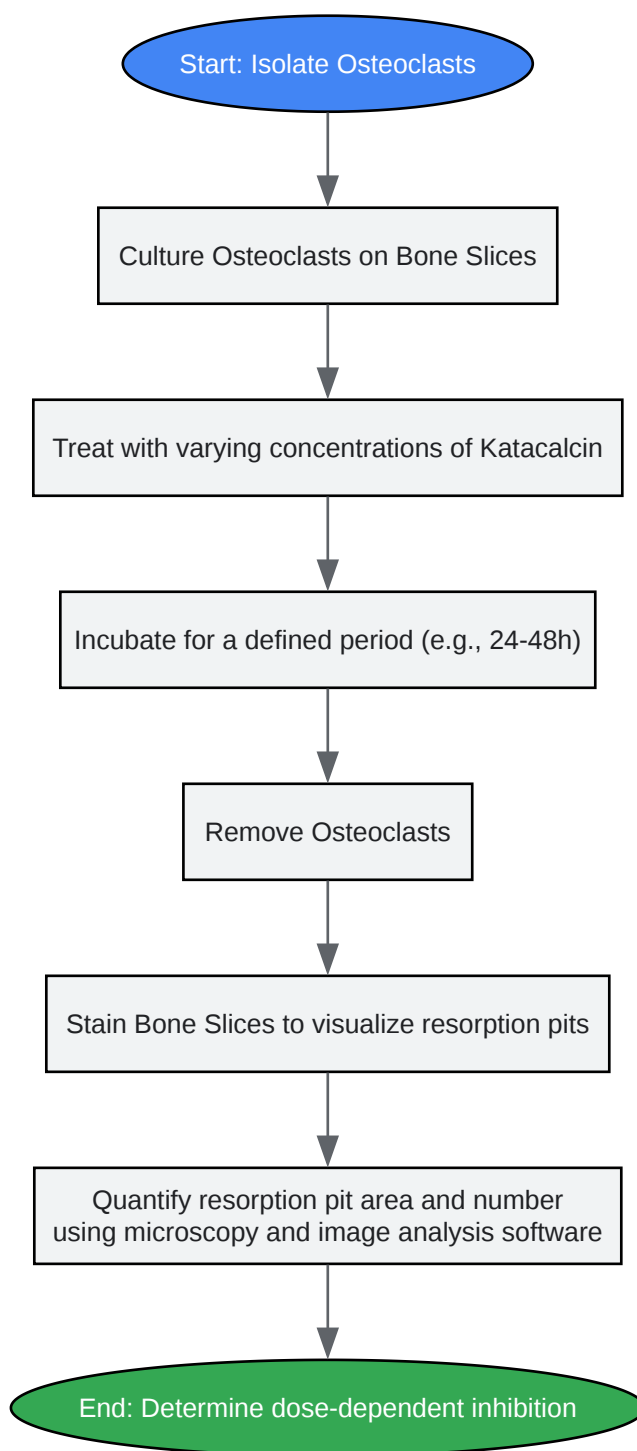 Start: Isolate Osteoclasts
Culture Osteoclasts on Bone Slices
Treat with varying concentrations of Katacalcin
Incubate for a defined period (e.g., 24-48h)
Remove Osteoclasts
Stain Bone Slices to visualize resorption pits
Quantify resorption pit area and number
using microscopy and image analysis software
End: Determine dose-dependent inhibition